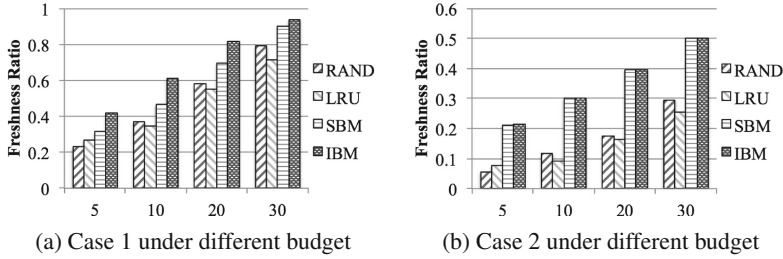 1
0.8
0.6
0.4
0.2
0
Freshness Ratio
5 10 20 30
RAND
LRU
SBM
IBM
(a) Case 1 under different budget
0.6
0.5
0.4
0.3
0.2
0.1
0
Freshness Ratio
5 10 20 30
RAND
LRU
SBM
IBM
(b) Case 2 under different budget